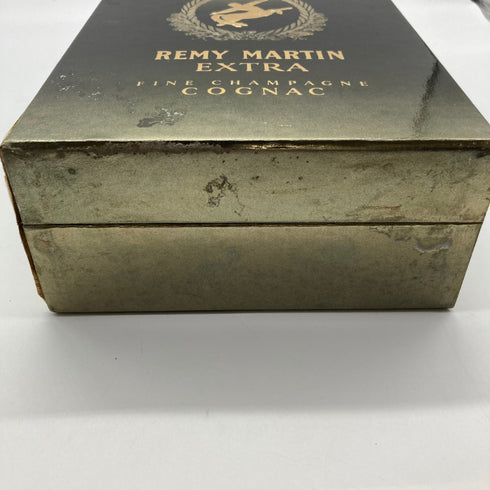 REMY MARTIN
EXTRA
FINE CHAMPAGNE
COGNAC